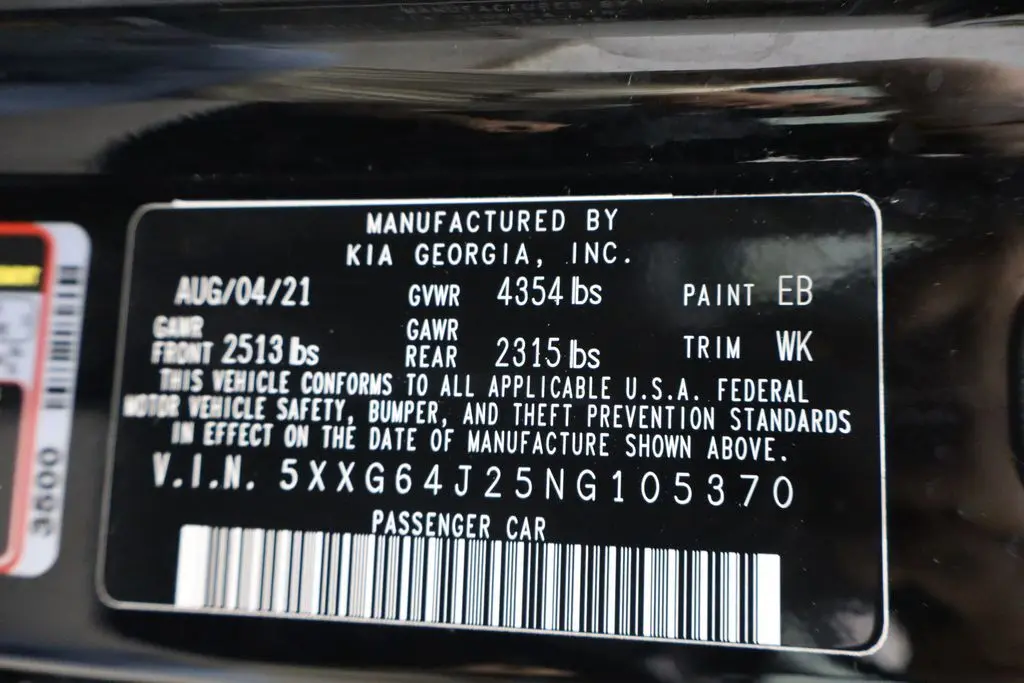 MANUFACTURED BY
KIA GEORGIA, INC.
AUG/04/21 GVWR 4354 lbs PAINT EB
GAWR FRONT 2513 lbs GAWR REAR 2315 lbs TRIM WK
THIS VEHICLE CONFORMS TO ALL APPLICABLE U.S.A. FEDERAL
MOTOR VEHICLE SAFETY, BUMPER, AND THEFT PREVENTION STANDARDS
IN EFFECT ON THE DATE OF MANUFACTURE SHOWN ABOVE.
V.I.N. 5XXG64J25NG105370
PASSENGER CAR
3500